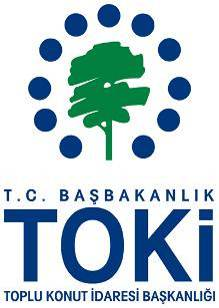 T.C. BAŞBAKANLIK
TOKİ
TOPLU KONUT İDARESİ BAŞKANLIĞI